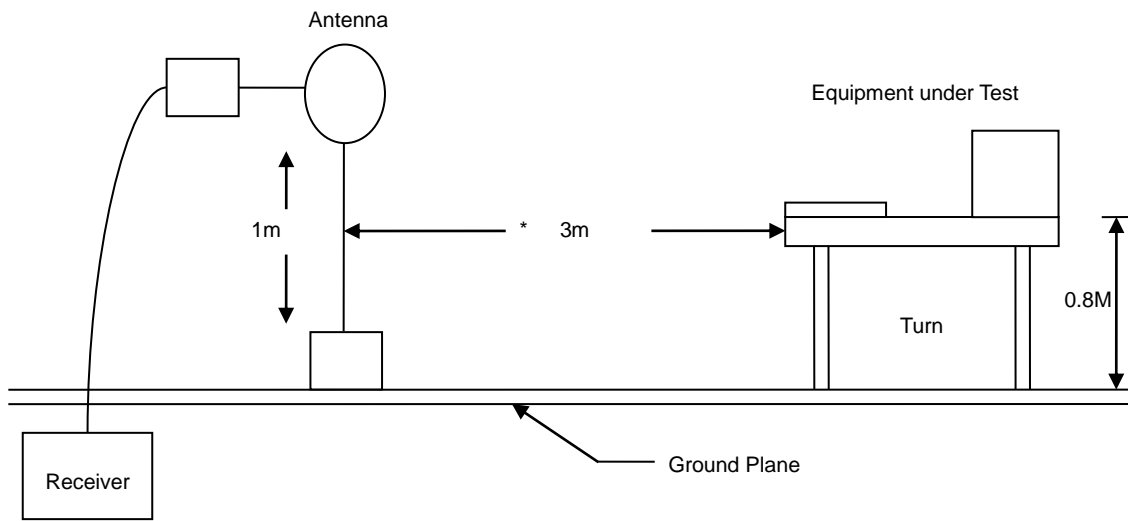 Antenna
Equipment under Test
1m
* 3m
0.8M
Turn
Ground Plane
Receiver